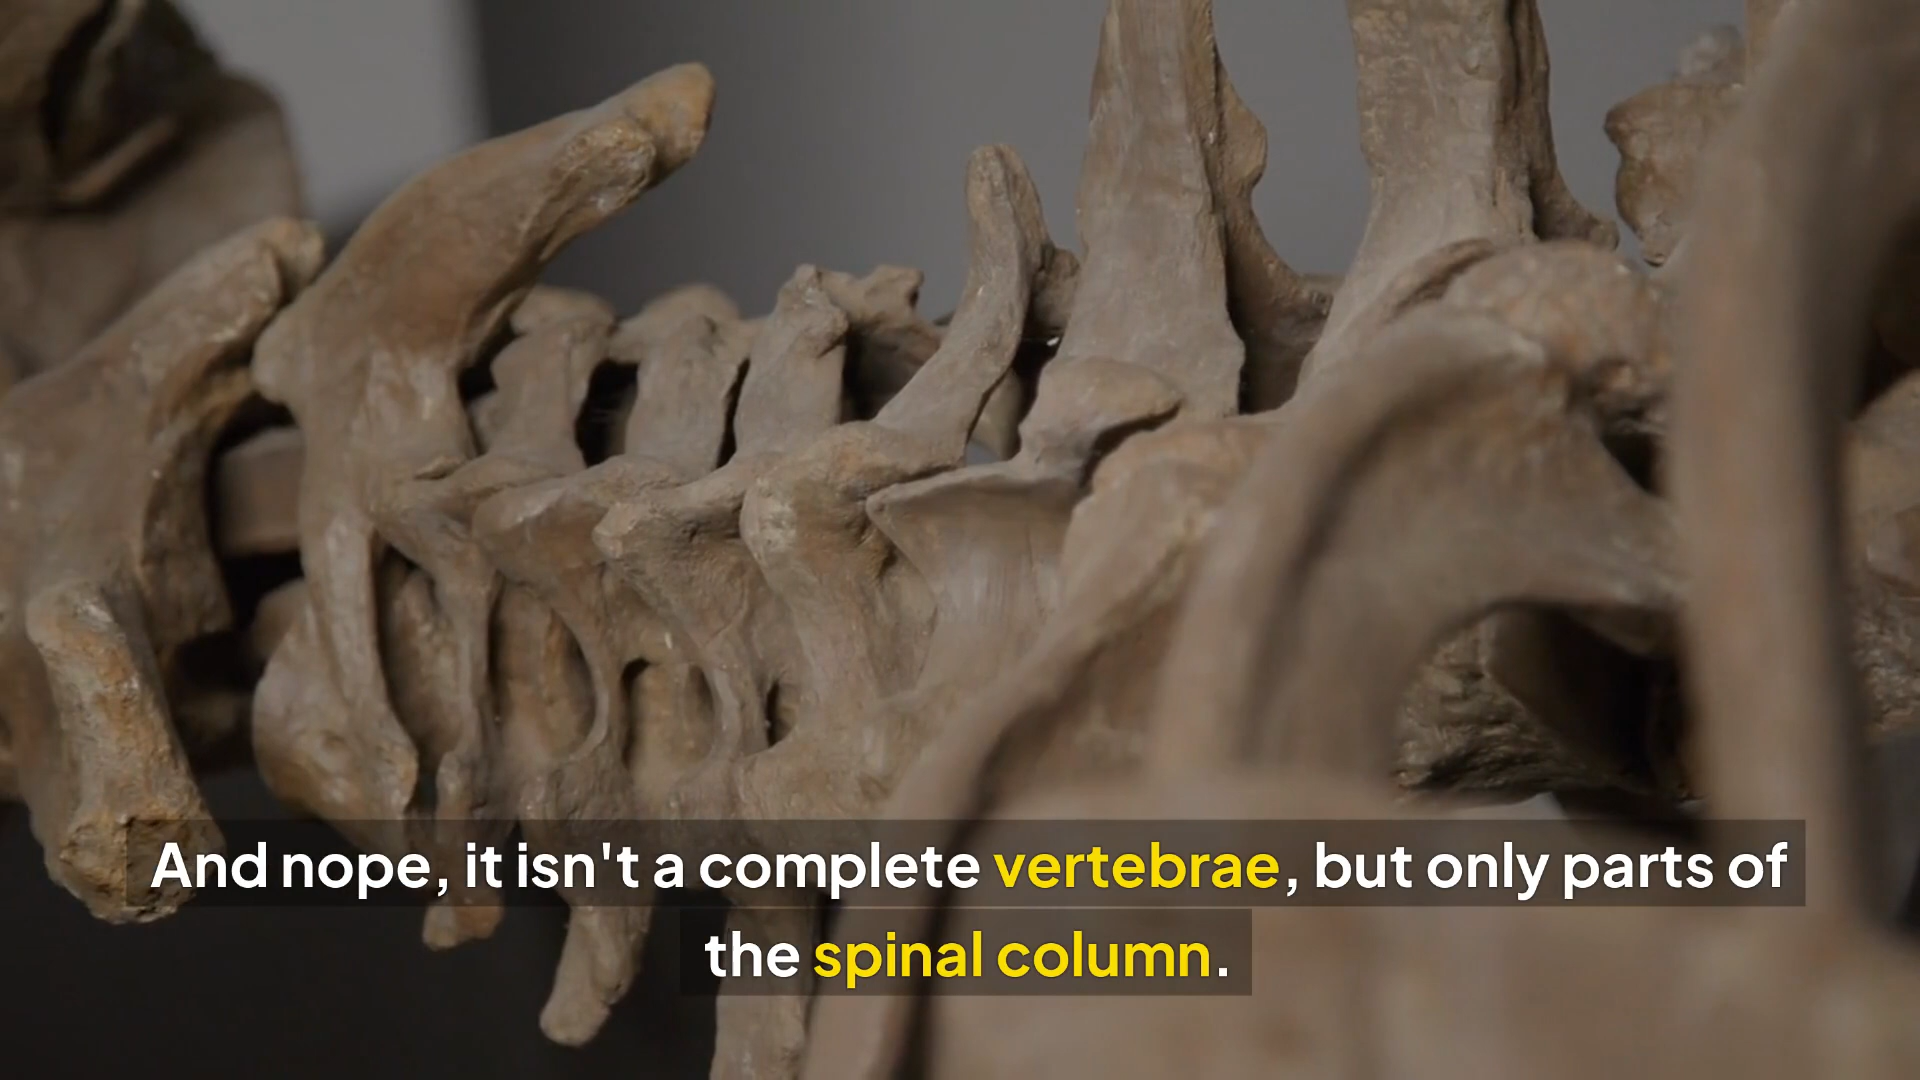 And nope, it isn't a complete vertebrae, but only parts of
the spinal column.